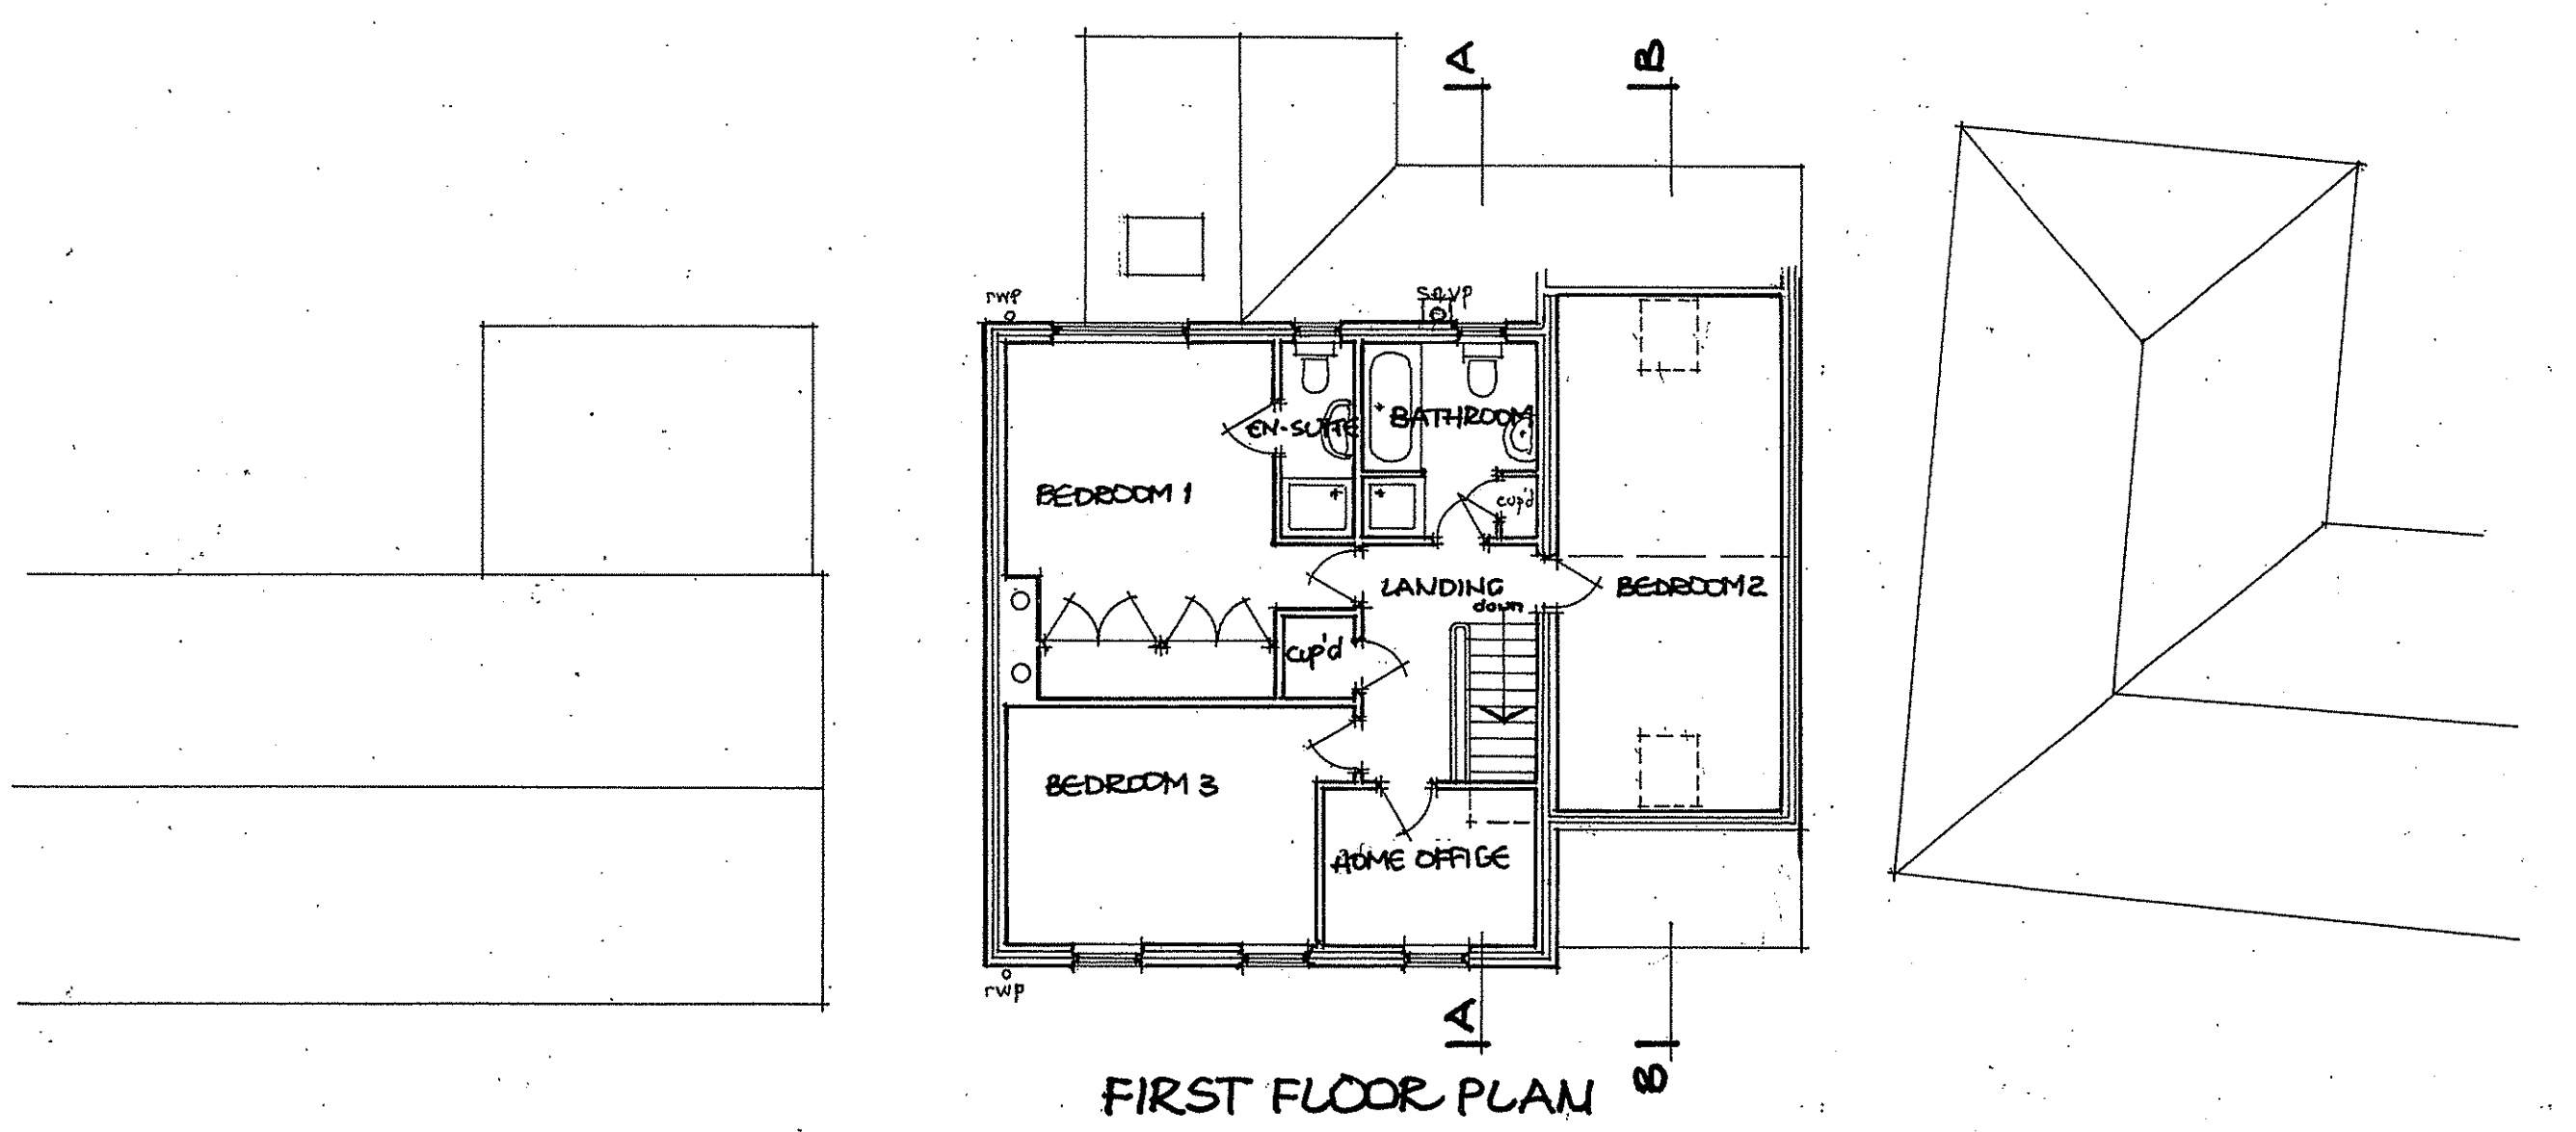 A
B
rwp
svp
EN-SUITE
BATHROOM
BEDROOM 1
cup'd
LANDING
down
BEDROOM 2
cup'd
BEDROOM 3
HOME OFFICE
rwp
A
B
FIRST FLOOR PLAN